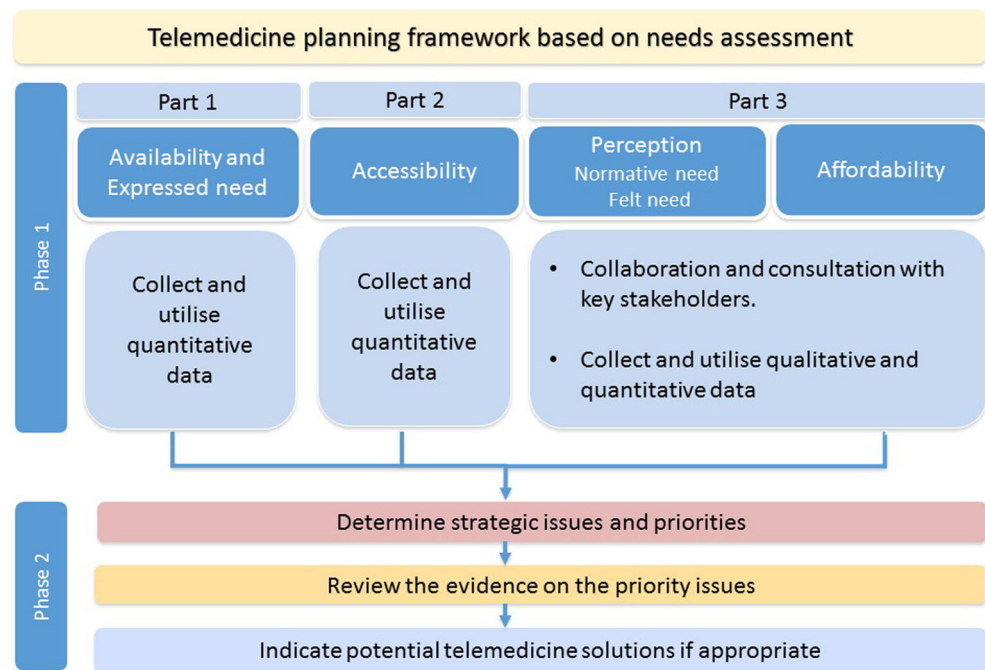 Telemedicine planning framework based on needs assessment
Phase 1
Part 1
Part 2
Part 3
Availability and
Expressed need
Accessibility
Perception
Normative need
Felt need
Affordability
Collect and
utilise
quantitative
data
Collect and
utilise
quantitative
data
• Collaboration and consultation with
key stakeholders.
• Collect and utilise qualitative and
quantitative data
Phase 2
Determine strategic issues and priorities
Review the evidence on the priority issues
Indicate potential telemedicine solutions if appropriate